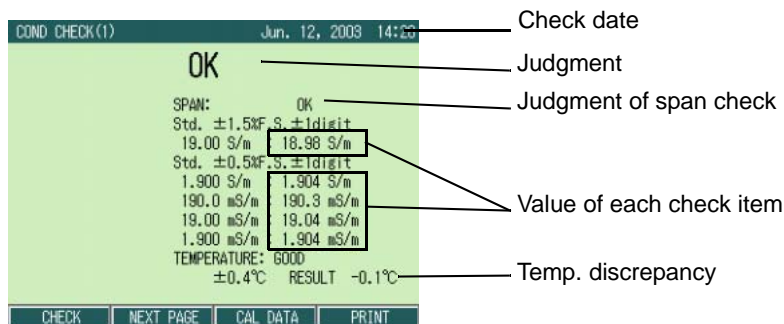 COND CHECK(1) Jun. 12, 2003 14:28 Check date
OK Judgment
SPAN: OK Judgment of span check
Std. ±1.5%F.S.±1digit
19.00 S/m : 18.98 S/m
Std. ±0.5%F.S.±1digit
1.900 S/m : 1.904 S/m
190.0 mS/m : 190.3 mS/m Value of each check item
19.00 mS/m : 19.04 mS/m
1.900 mS/m : 1.904 mS/m
TEMPERATURE: GOOD
±0.4℃ RESULT -0.1℃ Temp. discrepancy
CHECK NEXT PAGE CAL DATA PRINT